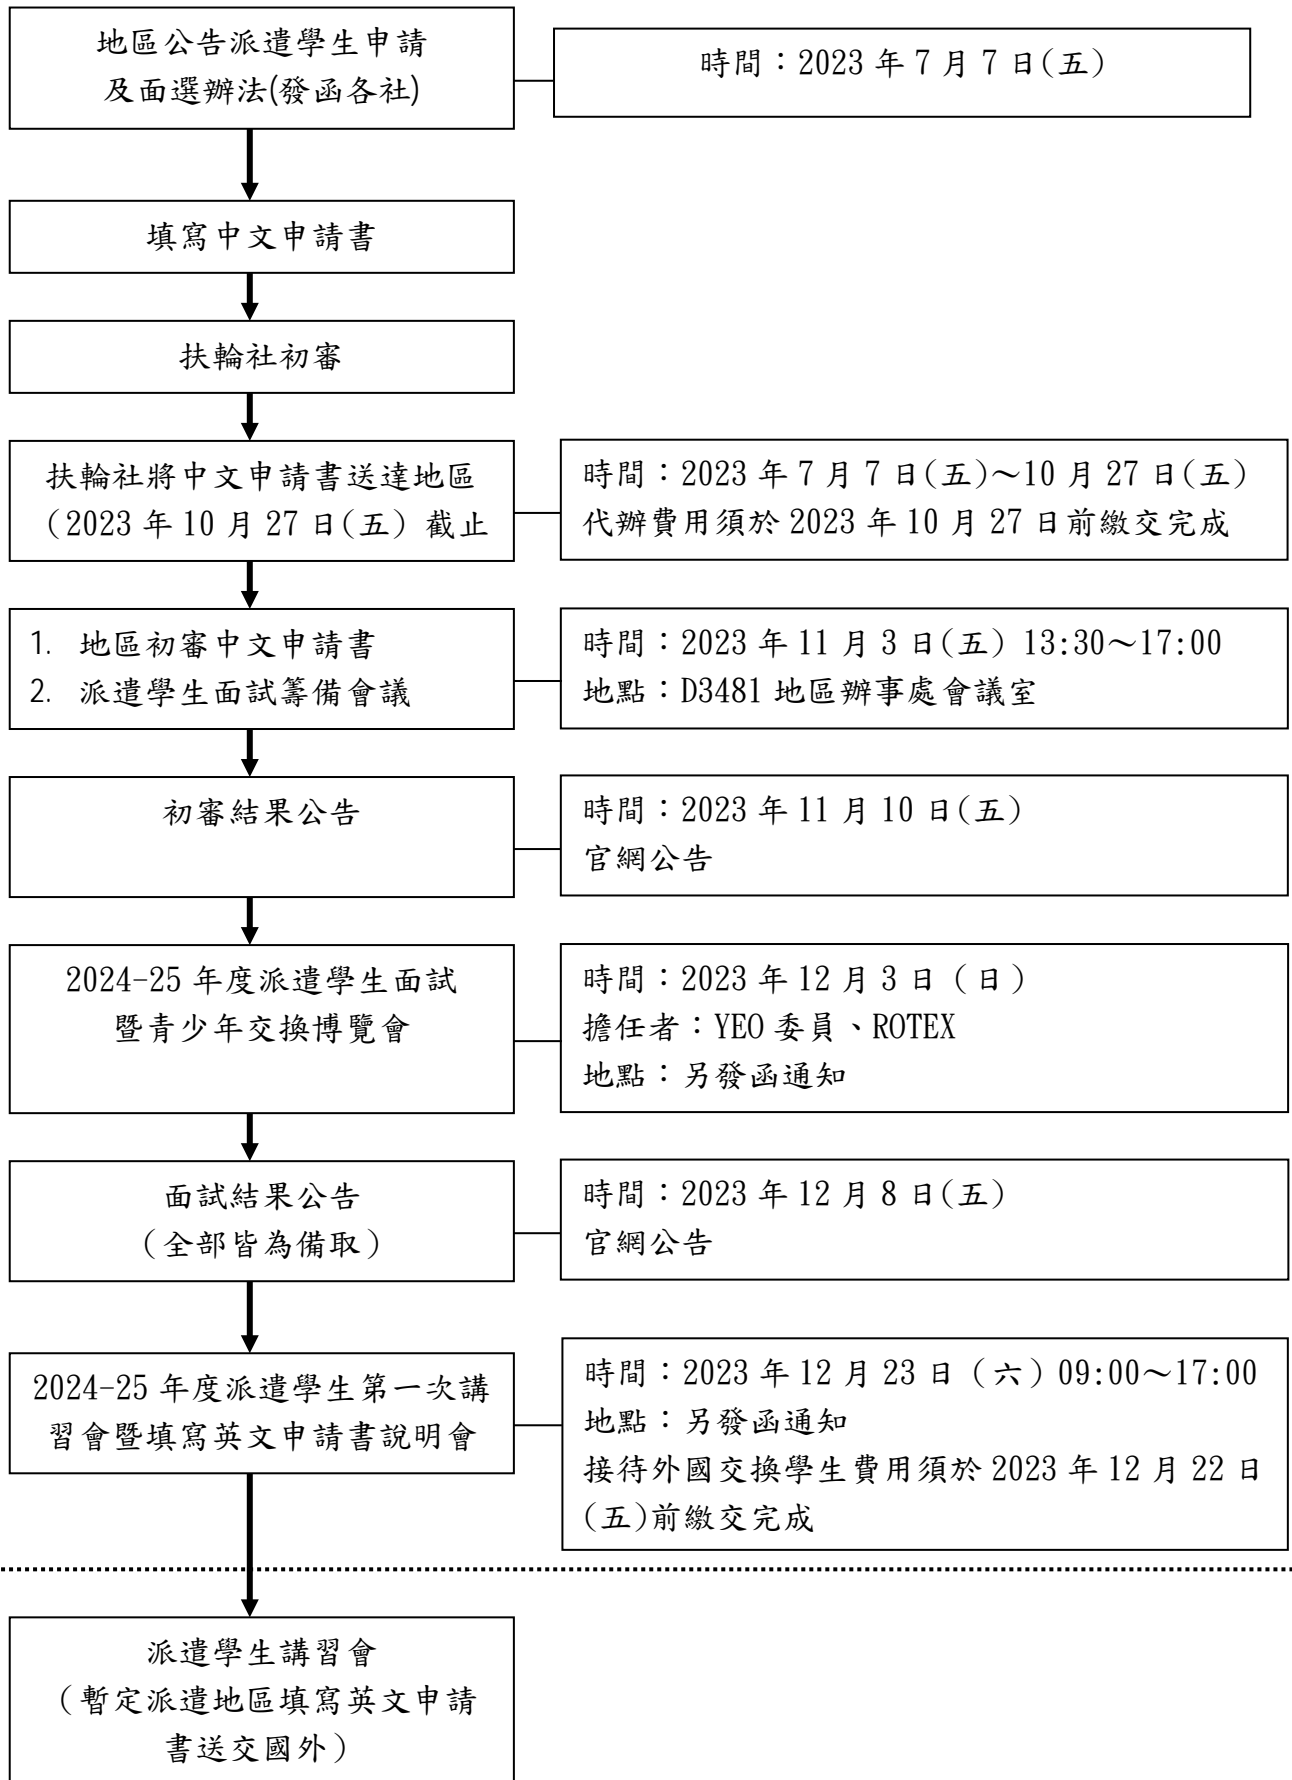 地區公告派遣學生申請
及面選辦法(發函各社)
時間：2023 年 7 月 7 日(五)
填寫中文申請書
扶輪社初審
扶輪社將中文申請書送達地區
（2023 年 10 月 27 日(五) 截止
時間：2023 年 7 月 7 日(五)～10 月 27 日(五)
代辦費用須於 2023 年 10 月 27 日前繳交完成
1. 地區初審中文申請書
2. 派遣學生面試籌備會議
時間：2023 年 11 月 3 日(五) 13:30～17:00
地點：D3481 地區辦事處會議室
初審結果公告
時間：2023 年 11 月 10 日(五)
官網公告
2024-25 年度派遣學生面試
暨青少年交換博覽會
時間：2023 年 12 月 3 日（日）
擔任者：YEO 委員、ROTEX
地點：另發函通知
面試結果公告
（全部皆為備取）
時間：2023 年 12 月 8 日(五)
官網公告
2024-25 年度派遣學生第一次講
習會暨填寫英文申請書說明會
時間：2023 年 12 月 23 日（六）09:00～17:00
地點：另發函通知
接待外國交換學生費用須於 2023 年 12 月 22 日
(五)前繳交完成
派遣學生講習會
（暫定派遣地區填寫英文申請
書送交國外）